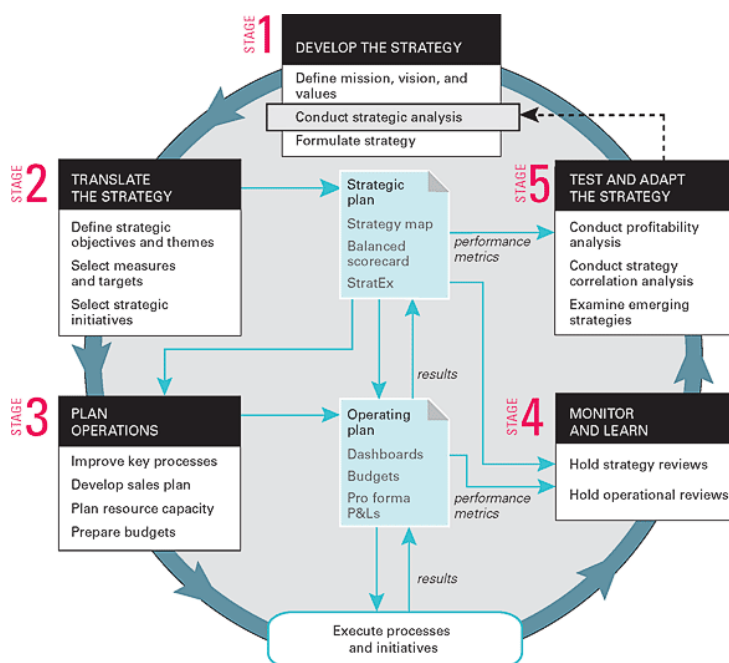 STAGE 1
DEVELOP THE STRATEGY
Define mission, vision, and
values
Conduct strategic analysis
Formulate strategy
STAGE 2
TRANSLATE
THE STRATEGY
Define strategic
objectives and themes
Select measures
and targets
Select strategic
initiatives
Strategic
plan
Strategy map
Balanced
scorecard
StratEx
performance
metrics
STAGE 5
TEST AND ADAPT
THE STRATEGY
Conduct profitability
analysis
Conduct strategy
correlation analysis
Examine emerging
strategies
results
STAGE 3
PLAN
OPERATIONS
Improve key processes
Develop sales plan
Plan resource capacity
Prepare budgets
Operating
plan
Dashboards
Budgets
Pro forma
P&Ls
performance
metrics
STAGE 4
MONITOR
AND LEARN
Hold strategy reviews
Hold operational reviews
results
Execute processes
and initiatives